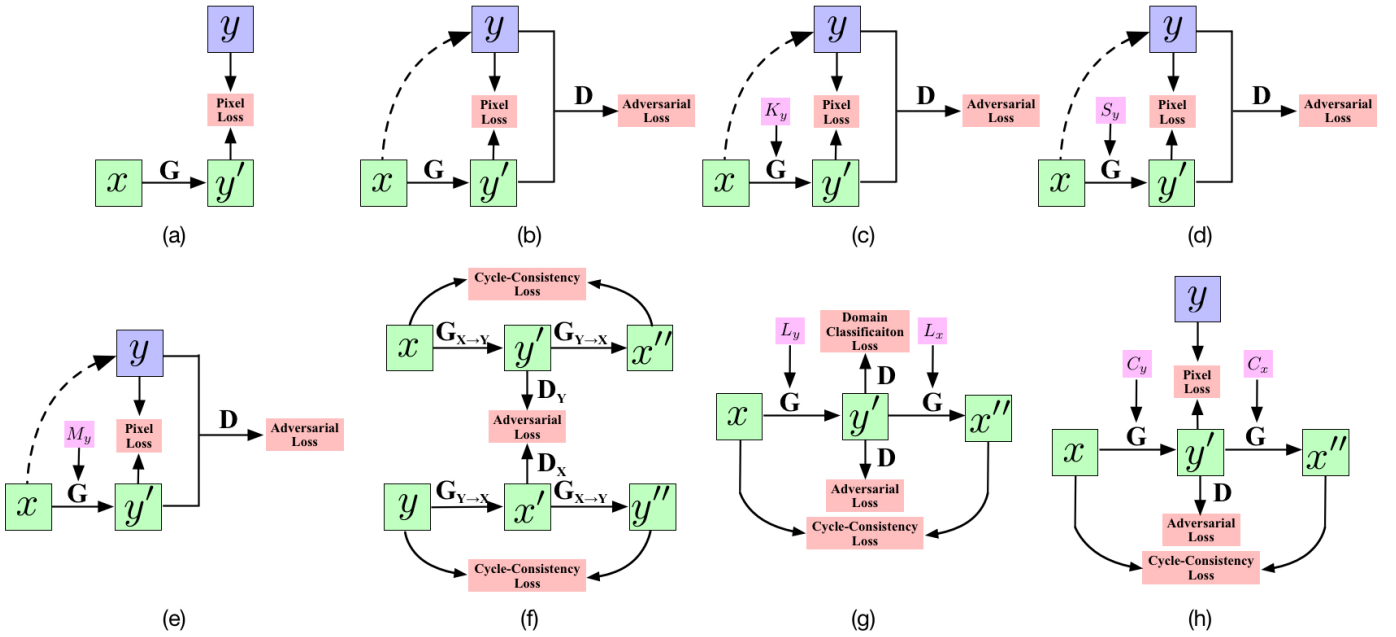 y
Pixel
Loss
x
G
y′
(a)
y
Pixel
Loss
D
Adversarial
Loss
x
G
y′
(b)
y
K_y
Pixel
Loss
D
Adversarial
Loss
x
G
y′
(c)
y
S_y
Pixel
Loss
D
Adversarial
Loss
x
G
y′
(d)
y
M_y
Pixel
Loss
D
Adversarial
Loss
x
G
y′
(e)
Cycle-Consistency
Loss
x
G_X→Y
y′
G_Y→X
x′′
D_Y
Adversarial
Loss
D_X
y
G_Y→X
x′
G_X→Y
y′′
Cycle-Consistency
Loss
(f)
L_y
Domain
Classificaiton
Loss
L_x
D
x
G
y′
G
x′′
D
Adversarial
Loss
Cycle-Consistency
Loss
(g)
y
C_y
Pixel
Loss
C_x
x
G
y′
G
x′′
D
Adversarial
Loss
Cycle-Consistency
Loss
(h)